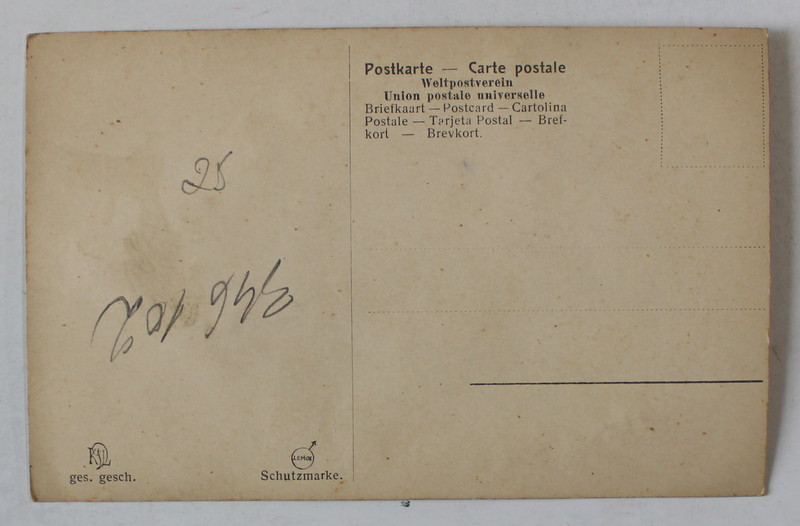 Postkarte — Carte postale
Weltpostverein
Union postale universelle
Briefkaart — Postcard — Cartolina
Postale — Tarjeta Postal — Bref-
kort — Brevkort.
25
ges. gesch.
Schutzmarke.